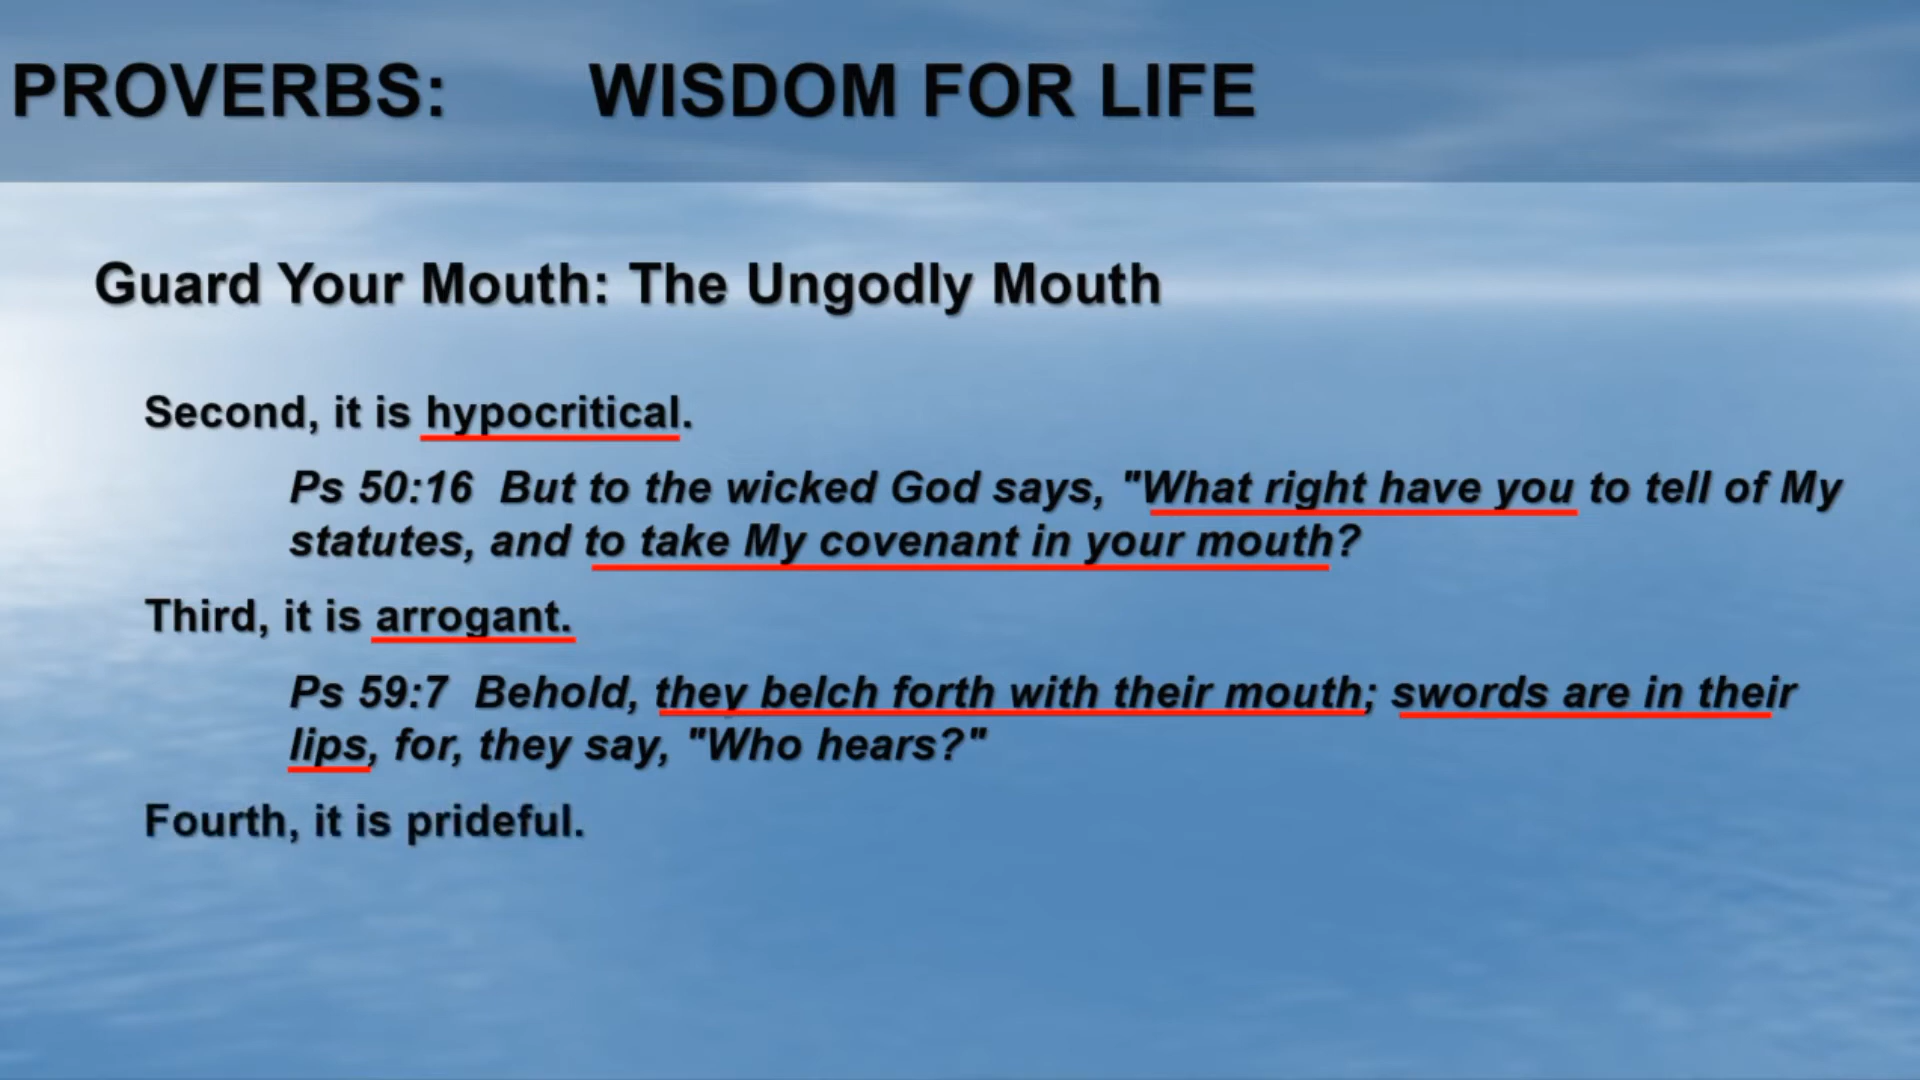 PROVERBS: WISDOM FOR LIFE
Guard Your Mouth: The Ungodly Mouth
Second, it is hypocritical.
Ps 50:16 But to the wicked God says, "What right have you to tell of My
statutes, and to take My covenant in your mouth?
Third, it is arrogant.
Ps 59:7 Behold, they belch forth with their mouth; swords are in their
lips, for, they say, "Who hears?"
Fourth, it is prideful.